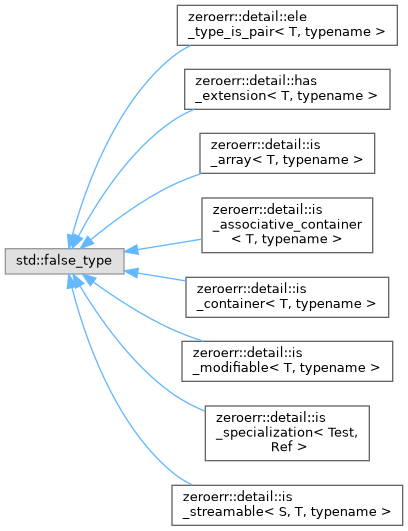 zeroerr::detail::ele
_type_is_pair< T, typename >
zeroerr::detail::has
_extension< T, typename >
zeroerr::detail::is
_array< T, typename >
zeroerr::detail::is
_associative_container
< T, typename >
std::false_type
zeroerr::detail::is
_container< T, typename >
zeroerr::detail::is
_modifiable< T, typename >
zeroerr::detail::is
_specialization< Test,
Ref >
zeroerr::detail::is
_streamable< S, T, typename >